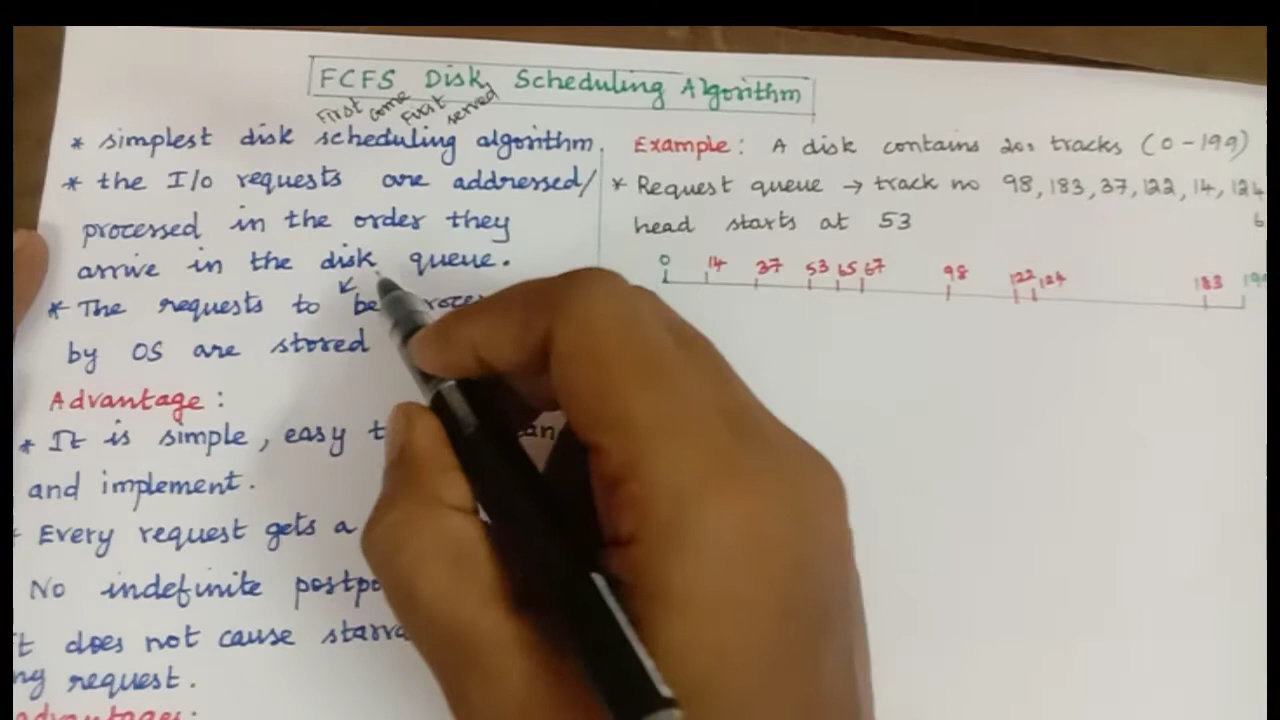 FCFS Disk Scheduling Algorithm
First come First served
* simplest disk scheduling algorithm.
* the I/o requests are addressed/
processed in the order they
arrive in the disk queue.
* The requests to be
by OS are stored
Advantage:
* It is simple, easy
and implement.
Every request gets a
No indefinite
does not cause
request.
Example: A disk contains 200 tracks (0-199)
* Request queue → track no 98, 183, 37, 122, 14, 124
head starts at 53
0 14 37 53 65 67 98 122 124 183 199